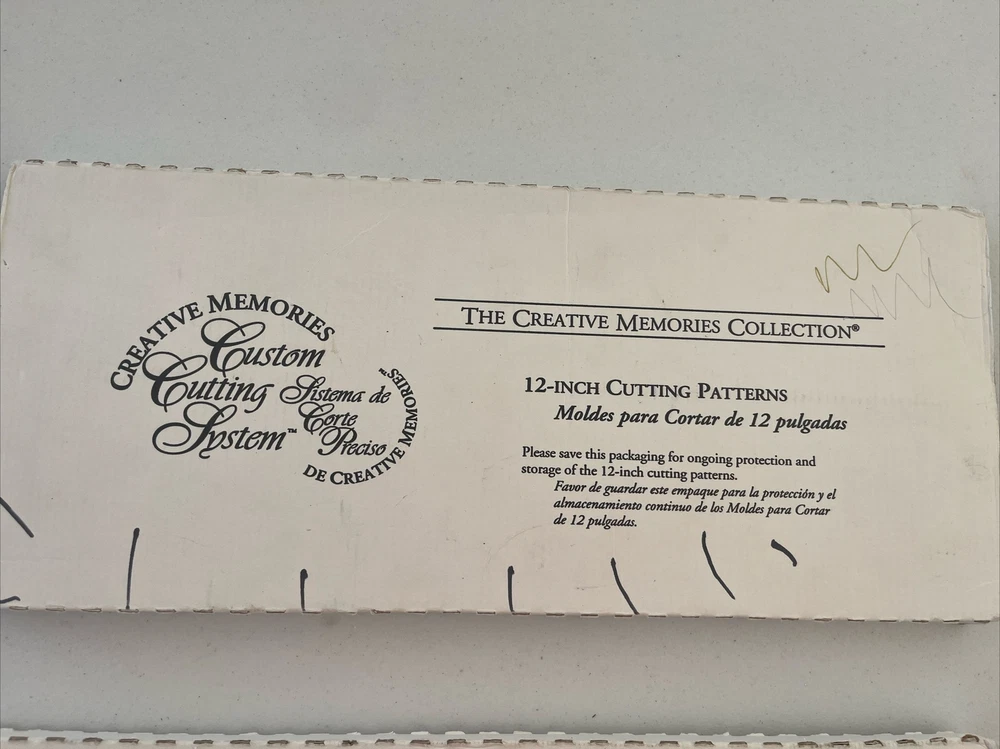 CREATIVE MEMORIES
Custom
Cutting
System™
Sistema de
Corte
Preciso
DE CREATIVE MEMORIES™
THE CREATIVE MEMORIES COLLECTION®
12-INCH CUTTING PATTERNS
Moldes para Cortar de 12 pulgadas
Please save this packaging for ongoing protection and
storage of the 12-inch cutting patterns.
Favor de guardar este empaque para la protección y el
almacenamiento continuo de los Moldes para Cortar
de 12 pulgadas.